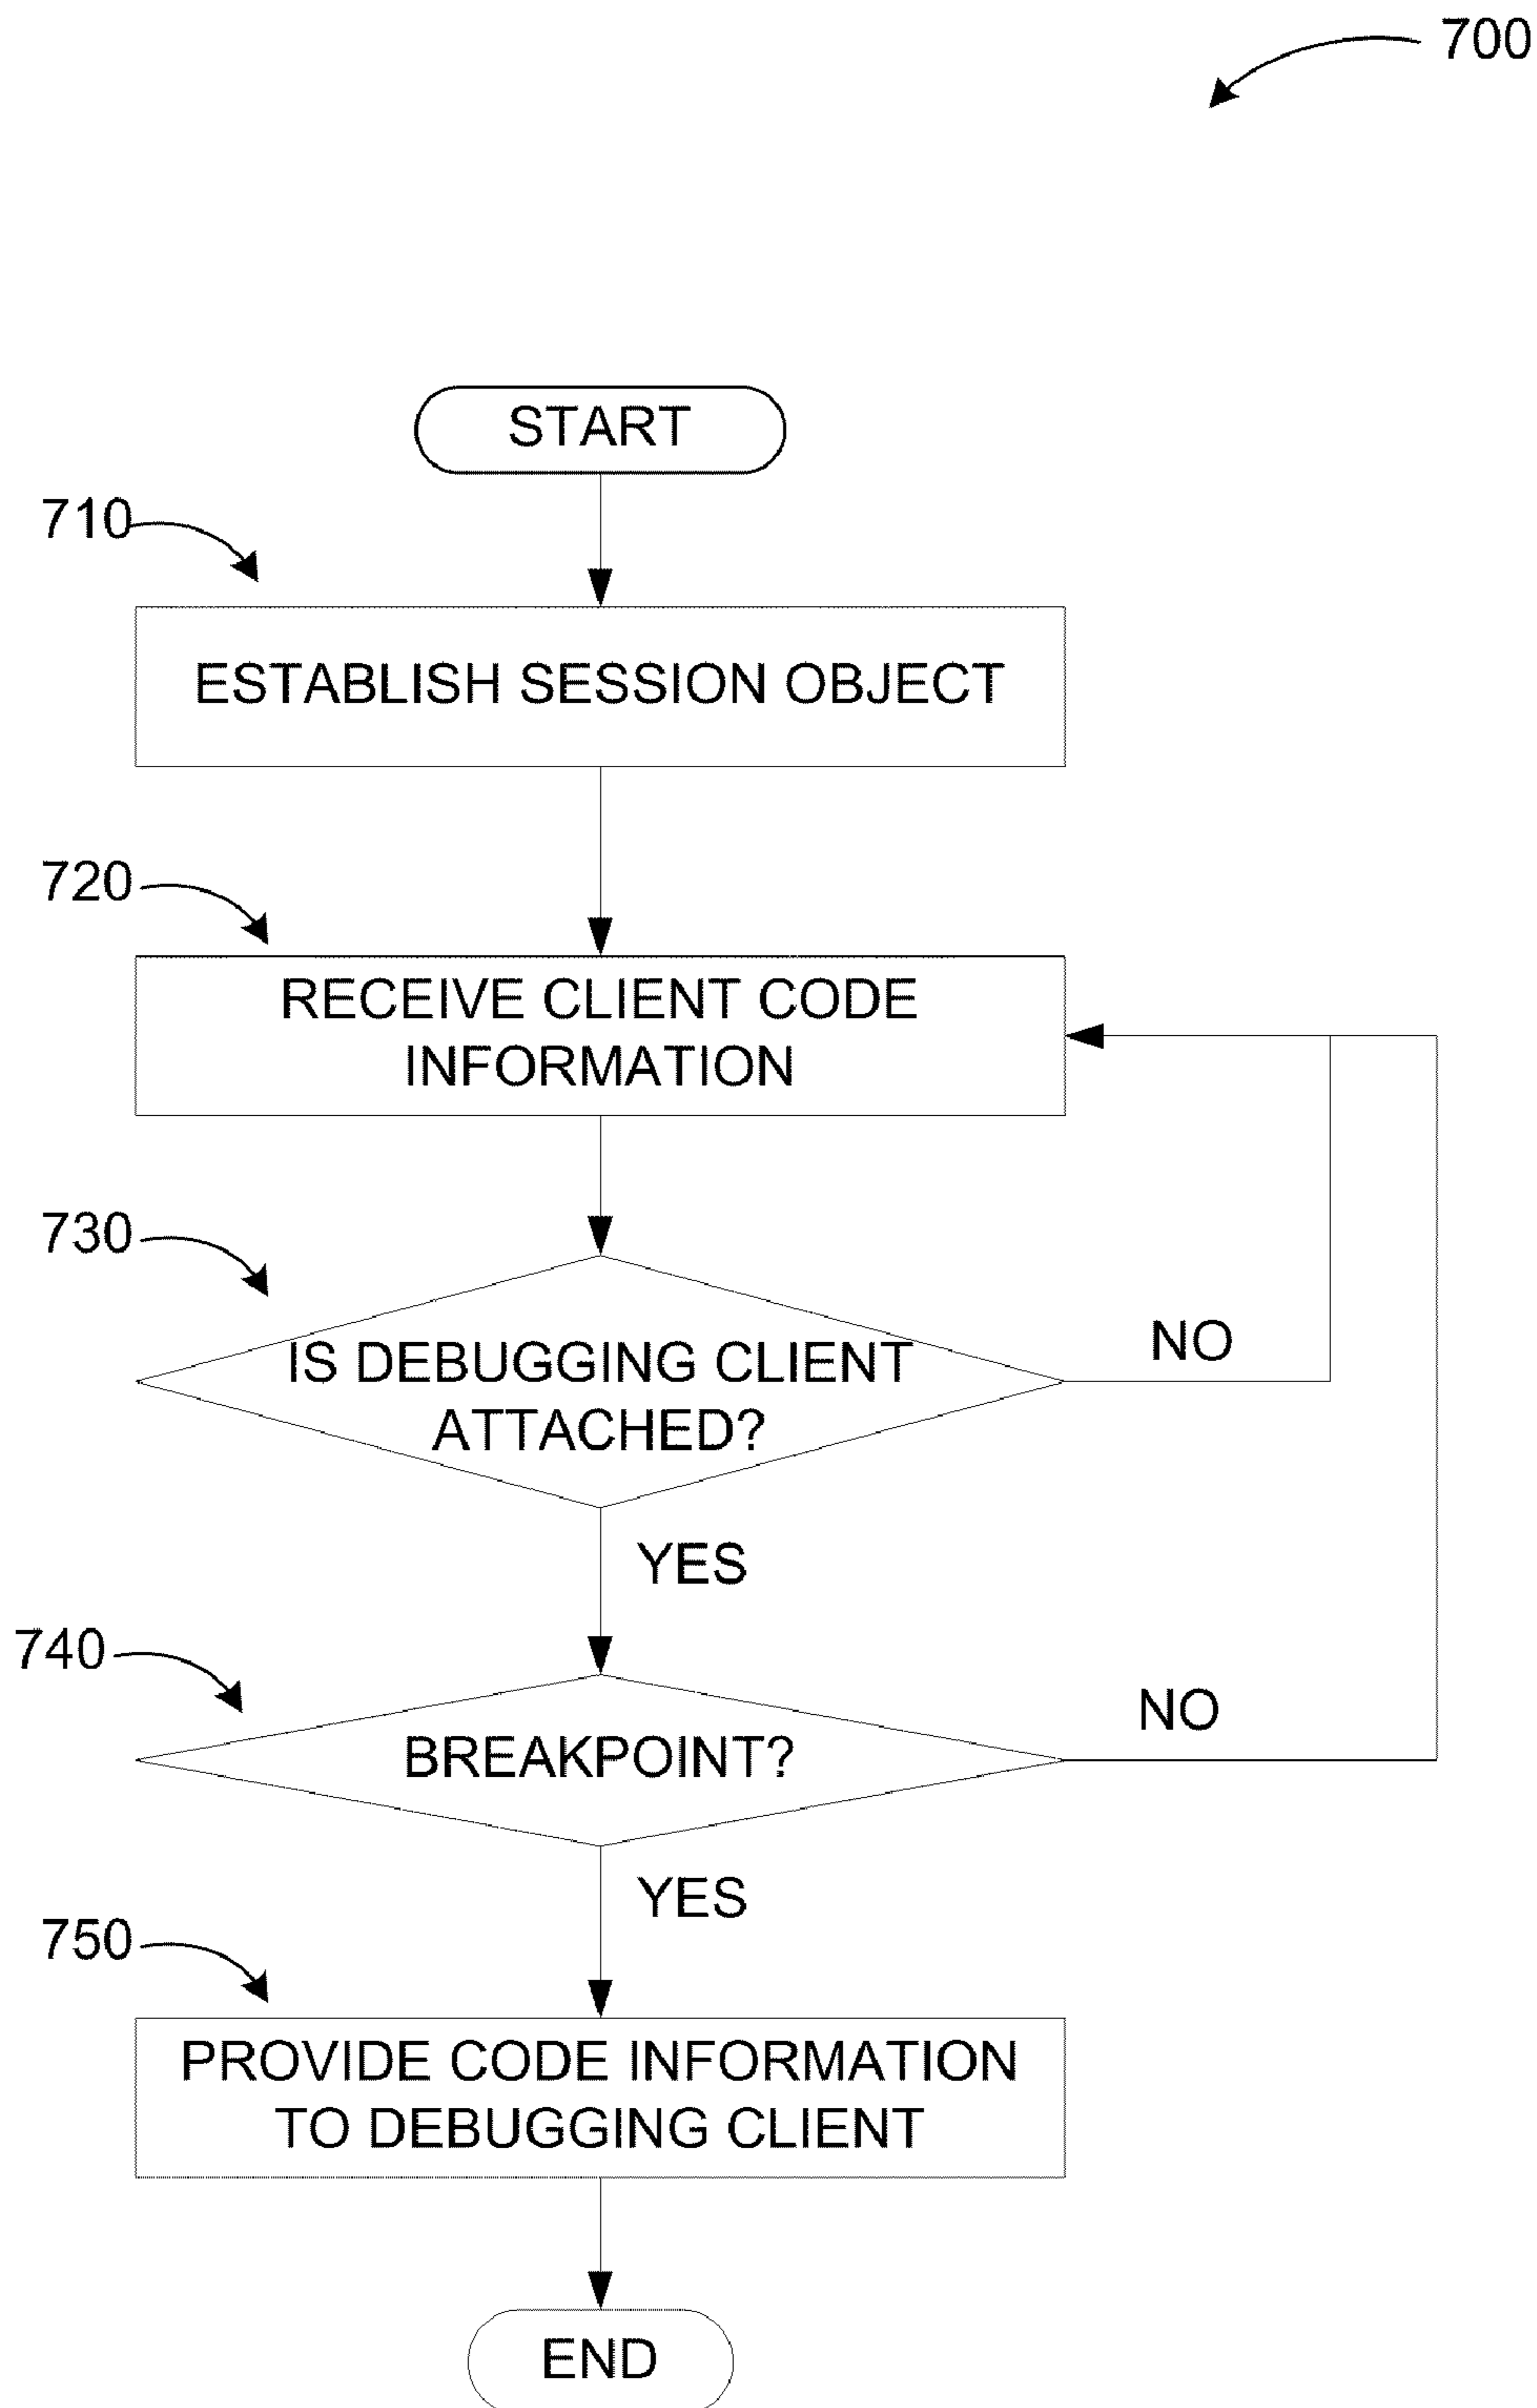 700
START
710
ESTABLISH SESSION OBJECT
720
RECEIVE CLIENT CODE
INFORMATION
730
IS DEBUGGING CLIENT
ATTACHED?
NO
YES
740
BREAKPOINT?
NO
YES
750
PROVIDE CODE INFORMATION
TO DEBUGGING CLIENT
END